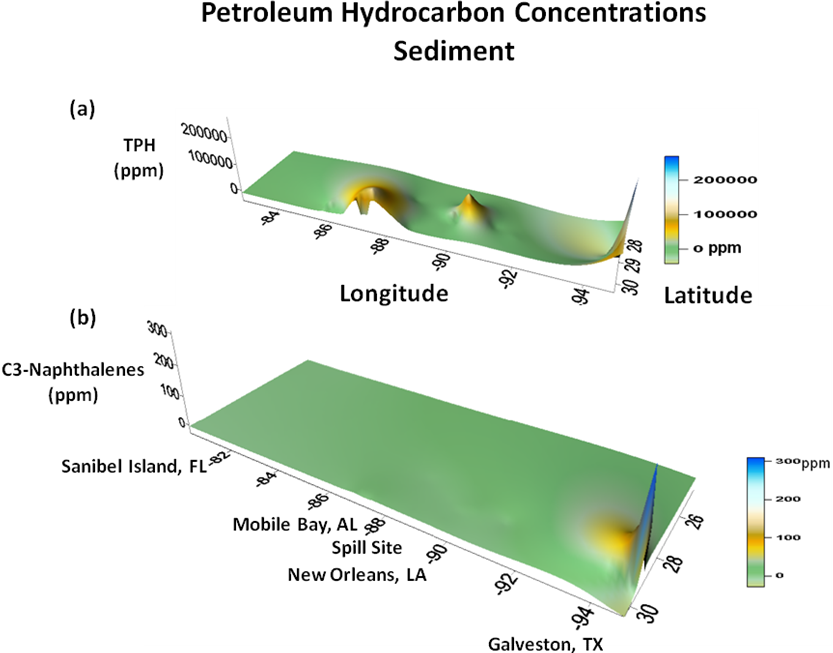 Petroleum Hydrocarbon Concentrations
Sediment
(a)
TPH
(ppm)
200000
100000
0
-84
-86
-88
-90
-92
-94
28
29
30
Longitude
Latitude
200000
100000
0 ppm
(b)
C3-Naphthalenes
(ppm)
300
200
100
0
Sanibel Island, FL
-82
-84
-86
Mobile Bay, AL
-88
Spill Site
-90
New Orleans, LA
-92
-94
Galveston, TX
26
28
30
300ppm
200
100
0